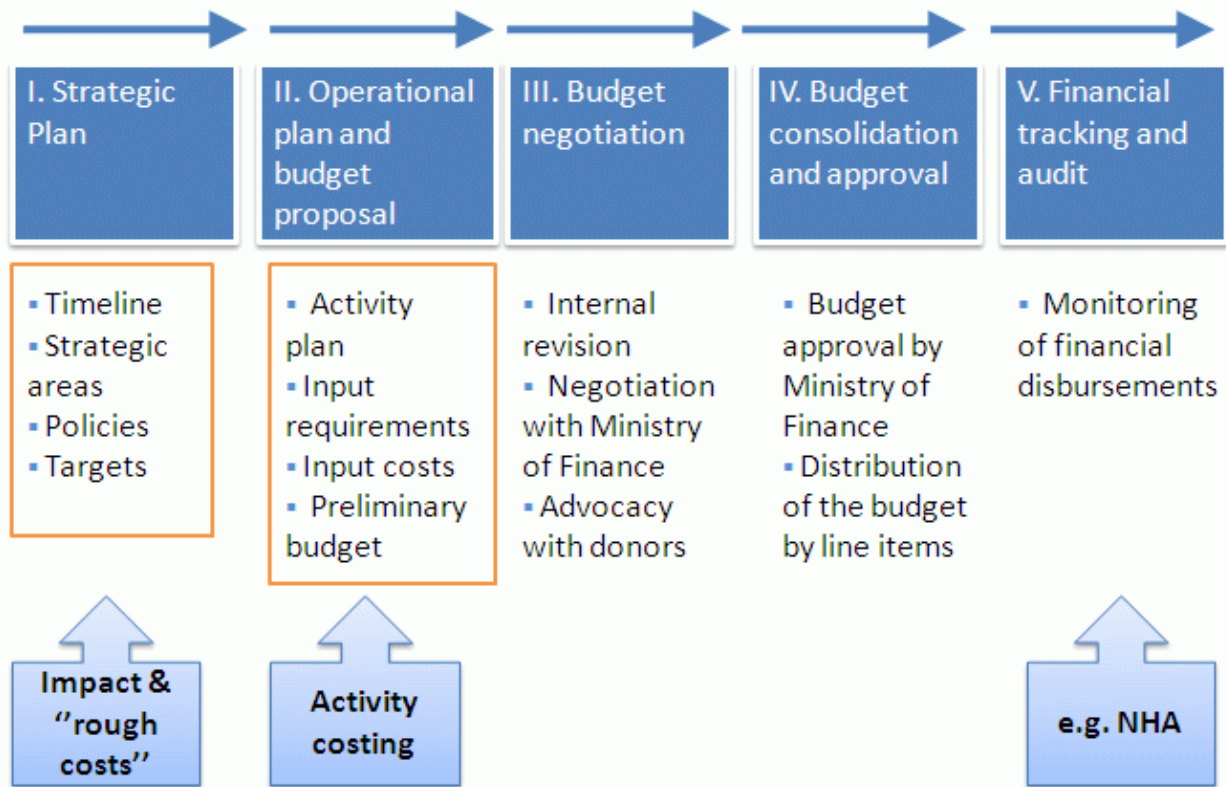 I. Strategic
Plan
II. Operational
plan and
budget
proposal
III. Budget
negotiation
IV. Budget
consolidation
and approval
V. Financial
tracking and
audit
▪ Timeline
▪ Strategic
areas
▪ Policies
▪ Targets
▪ Activity
plan
▪ Input
requirements
▪ Input costs
▪ Preliminary
budget
▪ Internal
revision
▪ Negotiation
with Ministry
of Finance
▪ Advocacy
with donors
▪ Budget
approval by
Ministry of
Finance
▪ Distribution
of the budget
by line items
▪ Monitoring
of financial
disbursements
Impact &
‘’rough
costs’’
Activity
costing
e.g. NHA